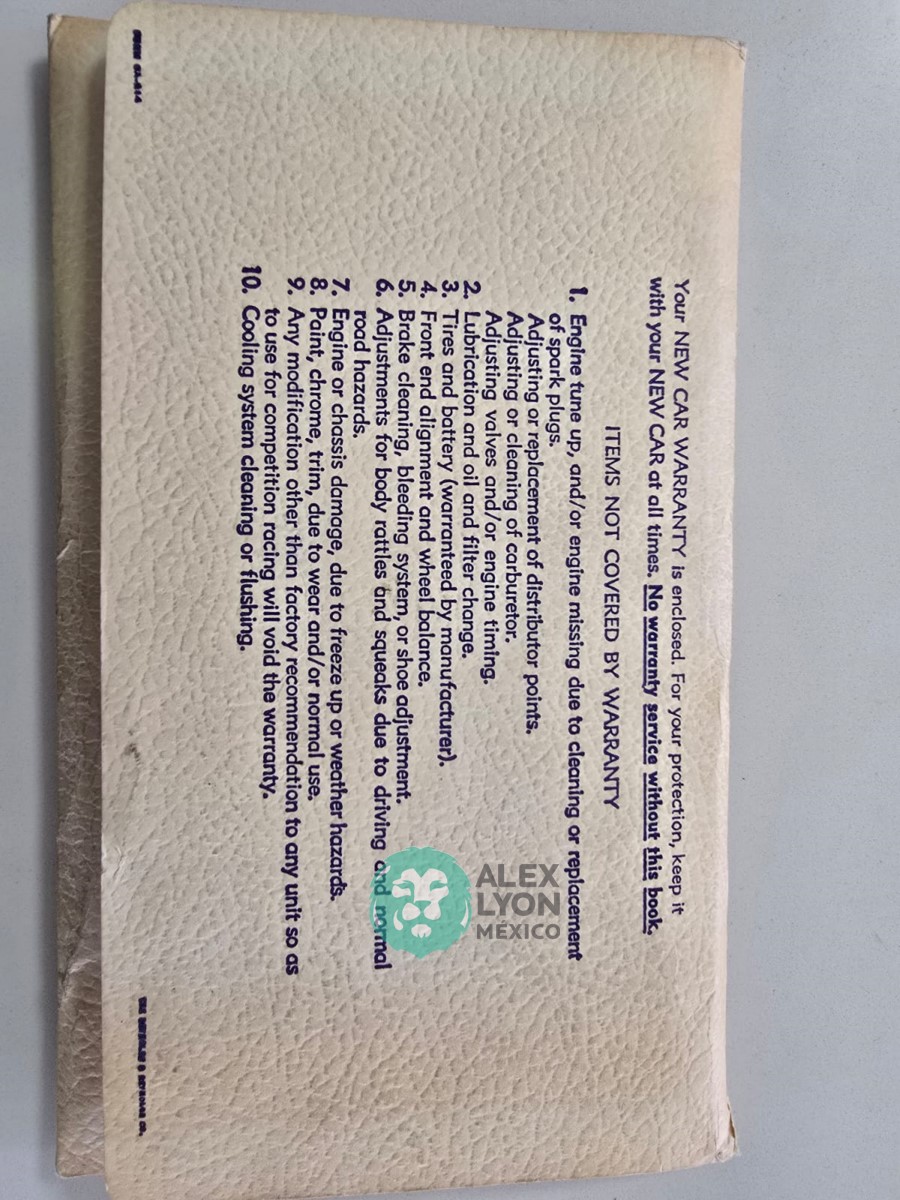 Your NEW CAR WARRANTY is enclosed. For your protection, keep it
with your NEW CAR at all times. No warranty service without this book.
ITEMS NOT COVERED BY WARRANTY
1. Engine tune up, and/or engine missing due to cleaning or replacement
of spark plugs.
Adjusting or replacement of distributor points.
Adjusting or cleaning of carburetor.
Adjusting valves and/or engine timing.
2. Lubrication and oil and filter change.
3. Tires and battery (warranteed by manufacturer).
4. Front end alignment and wheel balance.
5. Brake cleaning, bleeding system, or shoe adjustment.
6. Adjustments for body rattles and squeaks due to driving and normal
road hazards.
7. Engine or chassis damage, due to freeze up or weather hazards.
8. Paint, chrome, trim, due to wear and/or normal use.
9. Any modification other than factory recommendation to any unit so as
to use for competition racing will void the warranty.
10. Cooling system cleaning or flushing.
THE REYNOLDS & REYNOLDS CO.
ALEX
LYON
MÉXICO